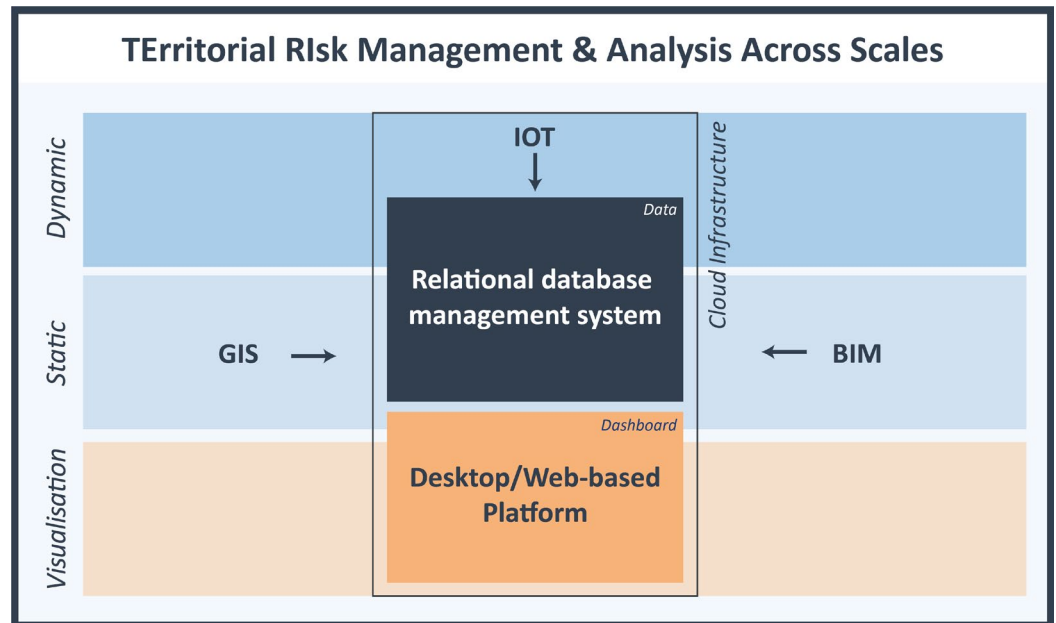 TErritorial RIsk Management & Analysis Across Scales
Dynamic
IOT
Cloud Infrastructure
Data
Relational database
management system
Static
GIS
BIM
Dashboard
Desktop/Web-based
Platform
Visualisation